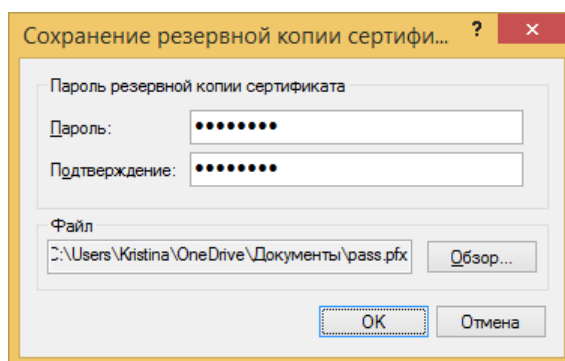 Сохранение резервной копии сертифи... ? ×
Пароль резервной копии сертификата
Пароль: ••••••••
Подтверждение: ••••••••
Файл
C:\Users\Kristina\OneDrive\Документы\pass.pfx Обзор...
OK Отмена